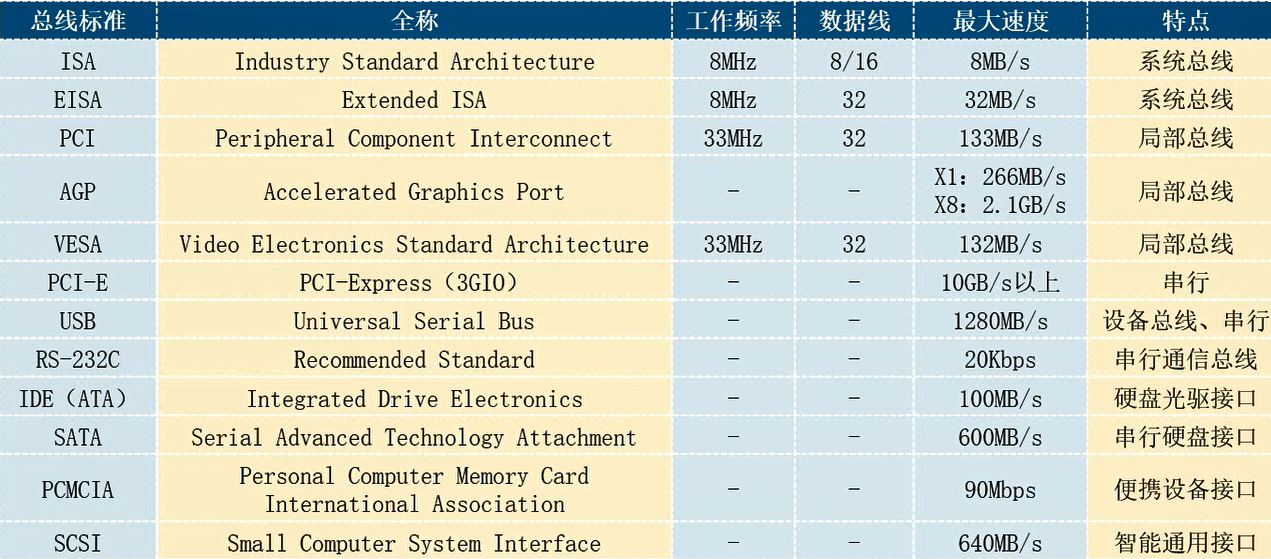 总线标准 全称 工作频率 数据线 最大速度 特点
ISA Industry Standard Architecture 8MHz 8/16 8MB/s 系统总线
EISA Extended ISA 8MHz 32 32MB/s 系统总线
PCI Peripheral Component Interconnect 33MHz 32 133MB/s 局部总线
AGP Accelerated Graphics Port - - X1: 266MB/s
X8: 2.1GB/s 局部总线
VESA Video Electronics Standard Architecture 33MHz 32 132MB/s 局部总线
PCI-E PCI-Express（3GIO） - - 10GB/s以上 串行
USB Universal Serial Bus - - 1280MB/s 设备总线、串行
RS-232C Recommended Standard - - 20Kbps 串行通信总线
IDE（ATA） Integrated Drive Electronics - - 100MB/s 硬盘光驱接口
SATA Serial Advanced Technology Attachment - - 600MB/s 串行硬盘接口
PCMCIA Personal Computer Memory Card
International Association - - 90Mbps 便携设备接口
SCSI Small Computer System Interface - - 640MB/s 智能通用接口